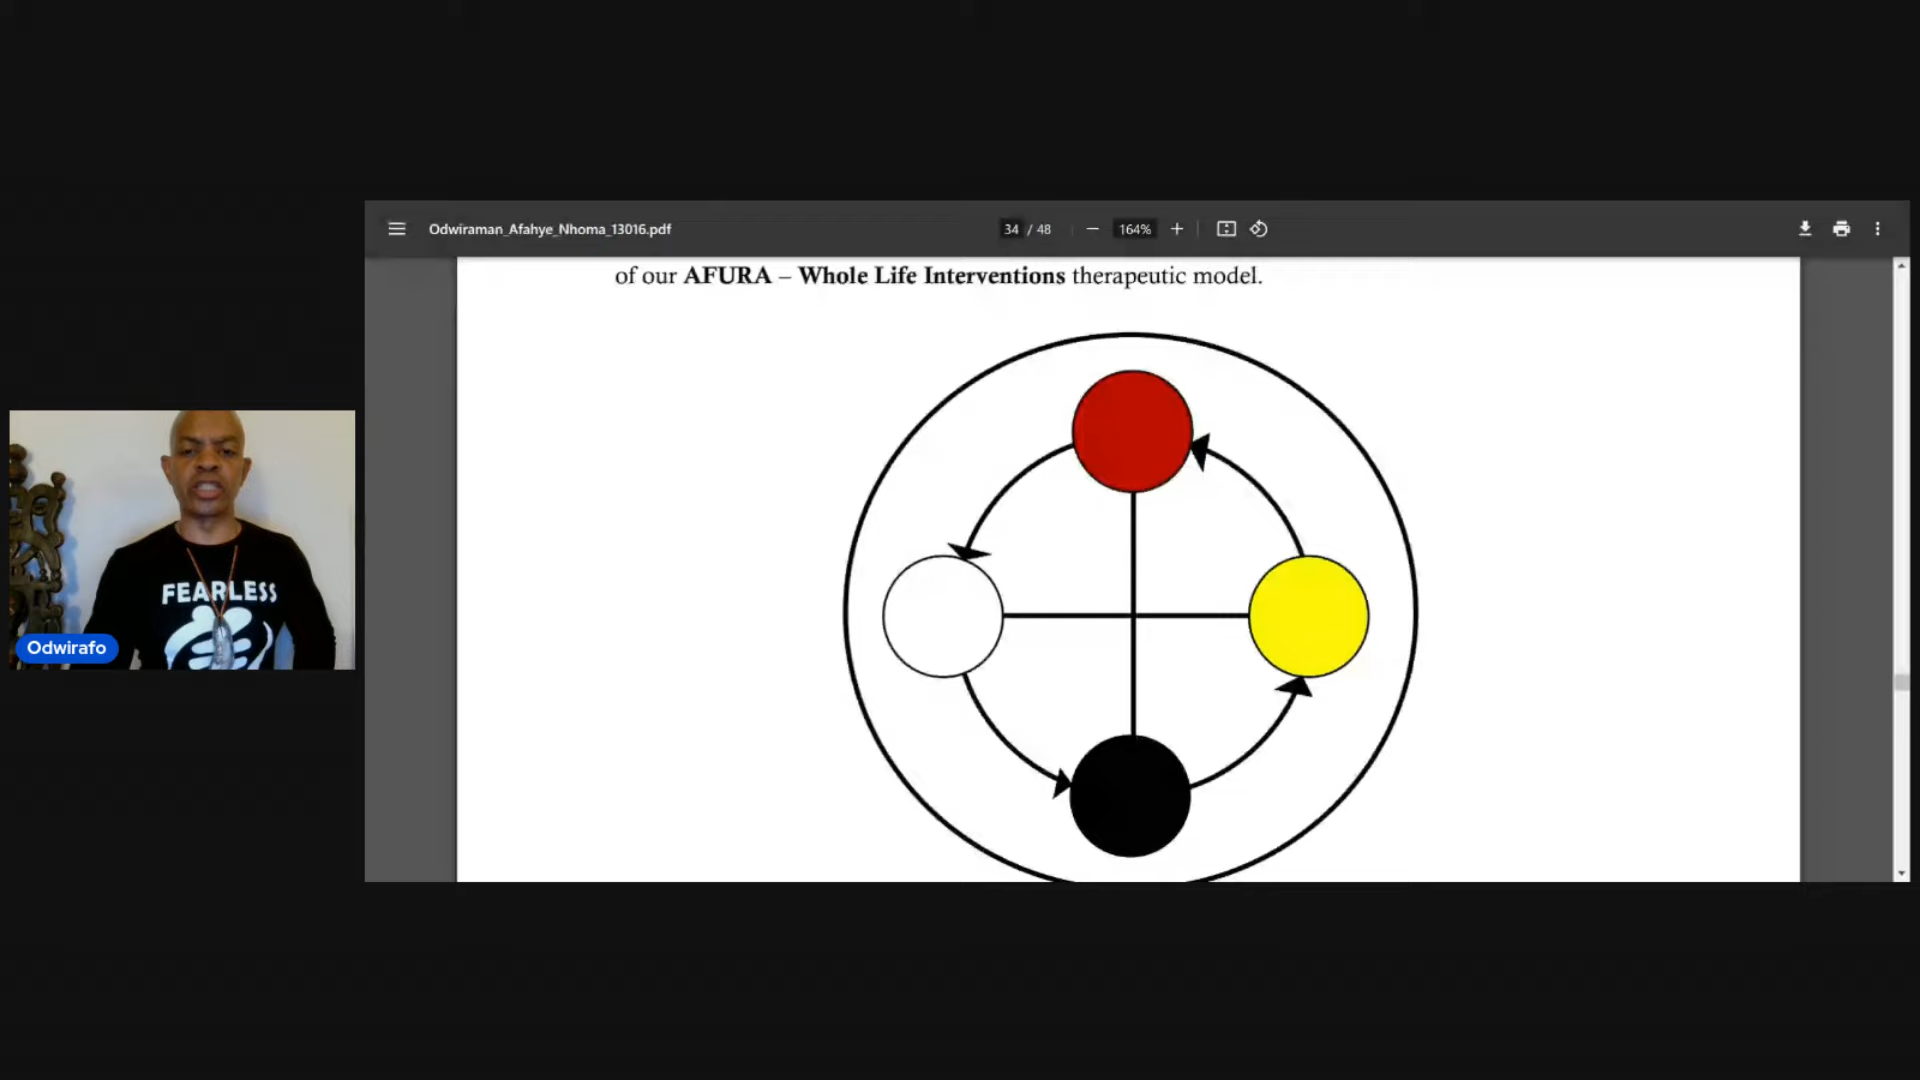 Odwiraman_Afahye_Nhoma_13016.pdf
34 / 48
164%
of our AFURA – Whole Life Interventions therapeutic model.
FEARLESS
Odwirafo